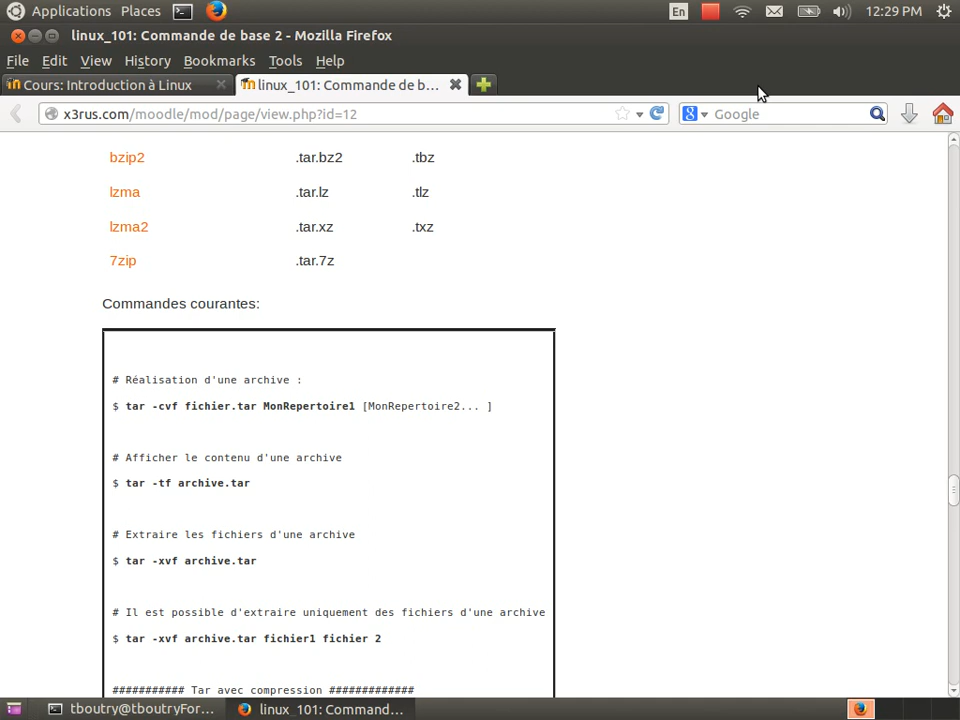 Applications Places En 12:29 PM
linux_101: Commande de base 2 - Mozilla Firefox
File Edit View History Bookmarks Tools Help
Cours: Introduction à Linux linux_101: Commande de b...
x3rus.com/moodle/mod/page/view.php?id=12 Google
bzip2 .tar.bz2 .tbz
lzma .tar.lz .tlz
lzma2 .tar.xz .txz
7zip .tar.7z
Commandes courantes:
# Réalisation d'une archive :
$ tar -cvf fichier.tar MonRepertoire1 [MonRepertoire2... ]
# Afficher le contenu d'une archive
$ tar -tf archive.tar
# Extraire les fichiers d'une archive
$ tar -xvf archive.tar
# Il est possible d'extraire uniquement des fichiers d'une archive
$ tar -xvf archive.tar fichier1 fichier 2
########### Tar avec compression #############
tboutry@tboutryFor... linux_101: Command...